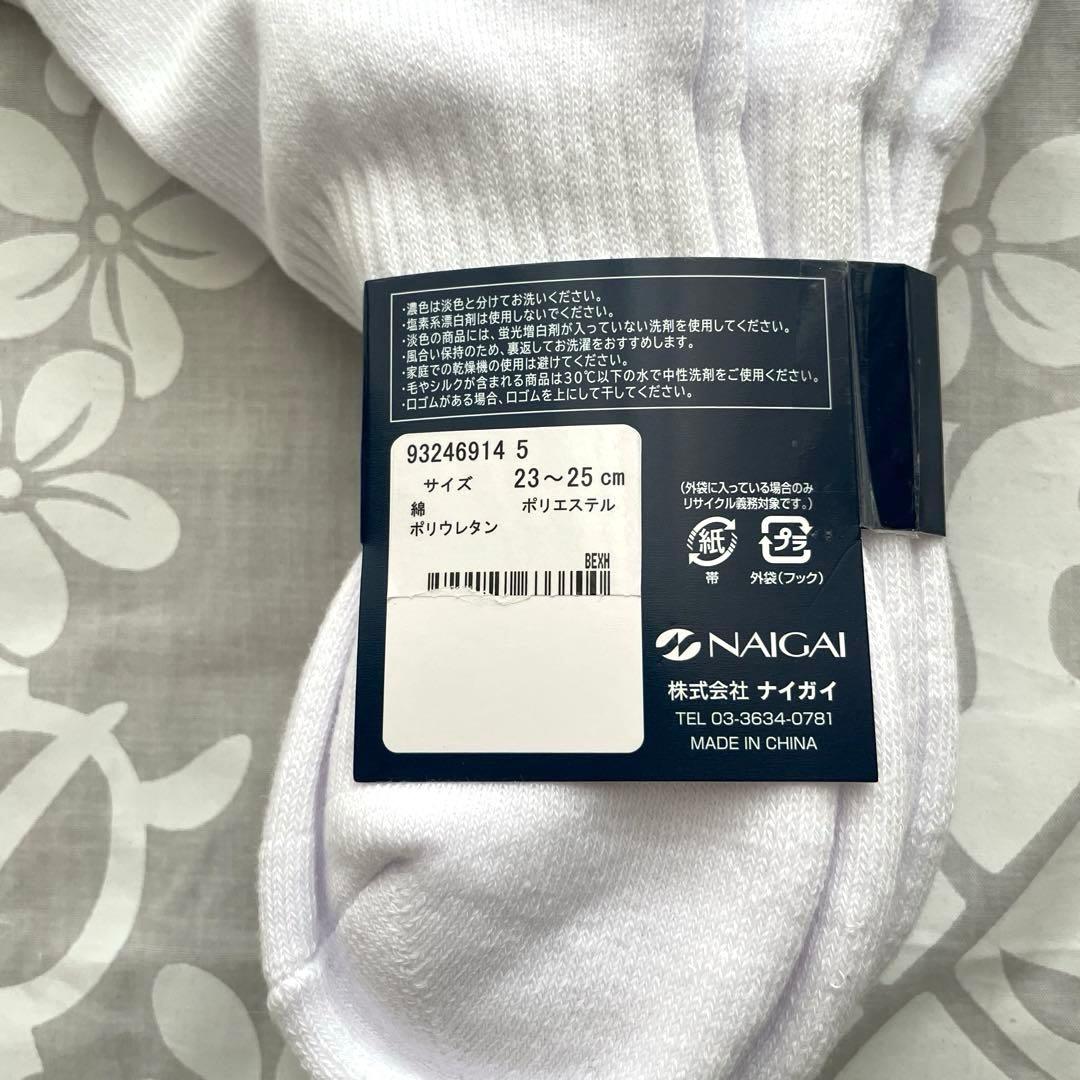 ・濃色は淡色と分けてお洗いください。
・塩素系漂白剤は使用しないでください。
・淡色の商品には、蛍光増白剤が入っていない洗剤を使用してください。
・風合い保持のため、裏返してお洗濯をおすすめします。
・家庭での乾燥機の使用は避けてください。
・毛やシルクが含まれる商品は30℃以下の水で中性洗剤をご使用ください。
・口ゴムがある場合、口ゴムを上にして干してください。
93246914 5
サイズ 23～25 cm
綿 ポリエステル
ポリウレタン
BEXH
(外袋に入っている場合のみ
リサイクル義務対象です。)
紙 プラ
帯 外袋(フック)
NAIGAI
株式会社 ナイガイ
TEL 03-3634-0781
MADE IN CHINA